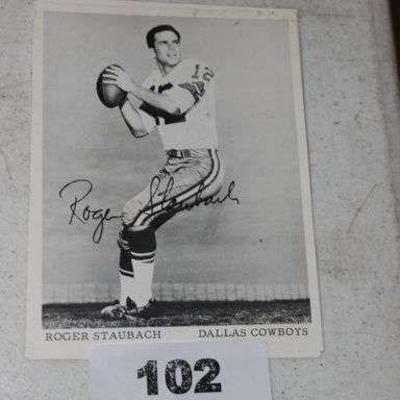 12
Roger Staubach
ROGER STAUBACH DALLAS COWBOYS
102